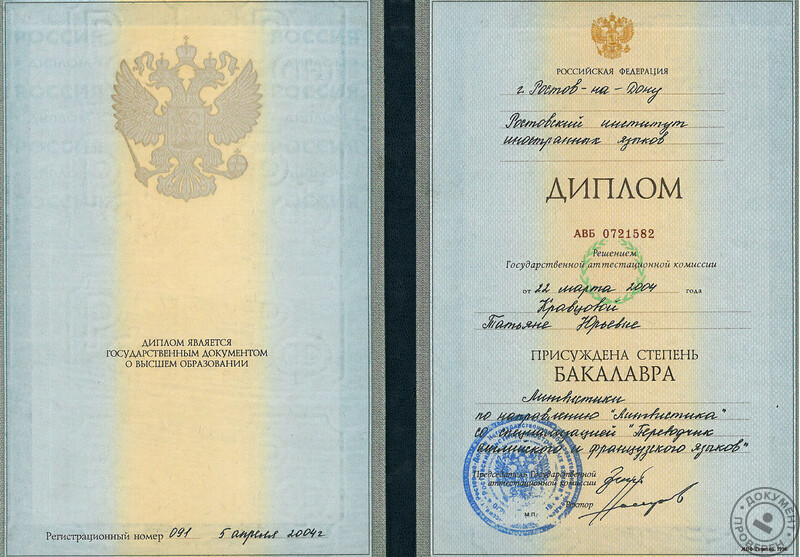 ДИПЛОМ ЯВЛЯЕТСЯ
ГОСУДАРСТВЕННЫМ ДОКУМЕНТОМ
О ВЫСШЕМ ОБРАЗОВАНИИ
Регистрационный номер 091 5 апреля 2004г
РОССИЙСКАЯ ФЕДЕРАЦИЯ
г. Ростов-на-Дону
Ростовский институт
иностранных языков
ДИПЛОМ
АВБ 0721582
Решением
Государственной аттестационной комиссии
от 22 марта 2004 года
Кравцовой
Татьяне Юрьевне
ПРИСУЖДЕНА СТЕПЕНЬ
БАКАЛАВРА
Лингвистики
по направлению "Лингвистика"
со специализацией "Переводчик
английского и французского языков"
Председатель Государственной
аттестационной комиссии
Ректор
М.П.
ДОКУМЕНТ ПРОВЕРЕН